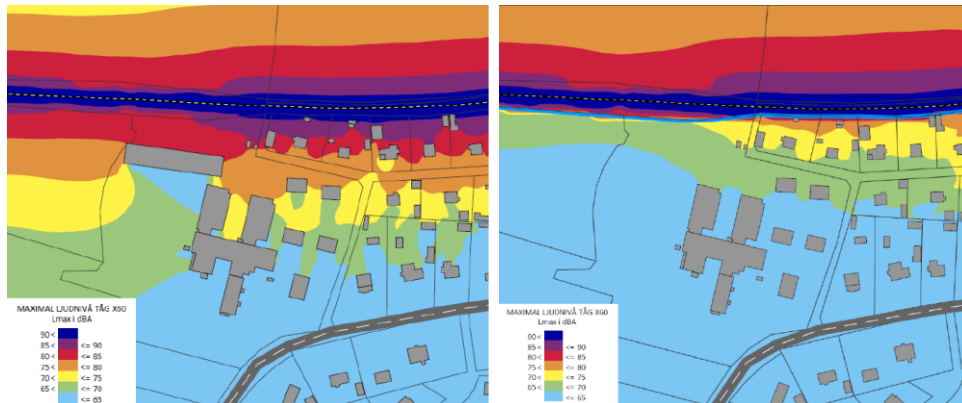 MAXIMAL LJUDNIVÅ TÅG X60
Lmax i dBA
90 <
85 < <= 90
80 < <= 85
75 < <= 80
70 < <= 75
65 < <= 70
<= 65
MAXIMAL LJUDNIVÅ TÅG X60
Lmax i dBA
90 <
85 < <= 90
80 < <= 85
75 < <= 80
70 < <= 75
65 < <= 70
<= 65